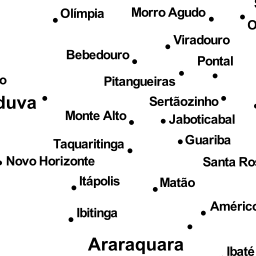 Olímpia
Morro Agudo
Viradouro
Bebedouro
Pontal
Pitangueiras
Sertãozinho
duva
Monte Alto
Jaboticabal
Guariba
Taquaritinga
Novo Horizonte
Santa Ros
Itápolis
Matão
Américo
Ibitinga
Araraquara
Ibaté